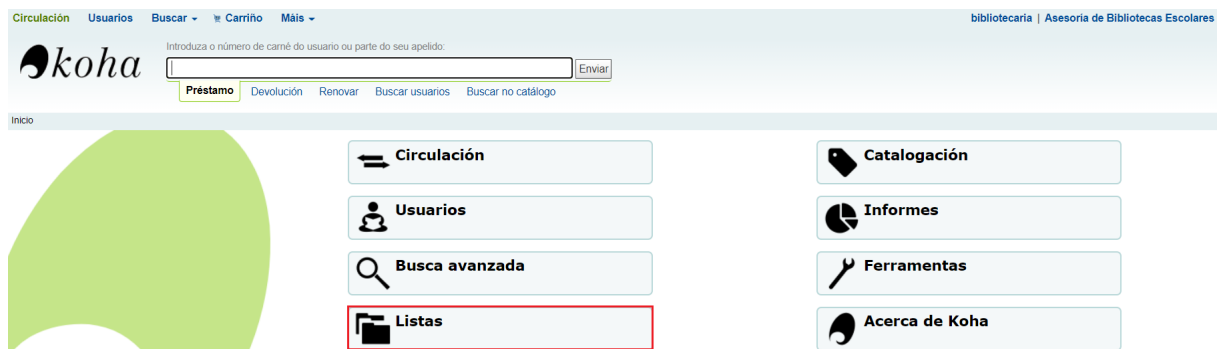 Circulación Usuarios Buscar Carriño Máis bibliotecaria | Asesoria de Bibliotecas Escolares
koha
Introduza o número de carné do usuario ou parte do seu apelido:
Enviar
Préstamo Devolución Renovar Buscar usuarios Buscar no catálogo
Inicio
Circulación Catalogación
Usuarios Informes
Busca avanzada Ferramentas
Listas Acerca de Koha